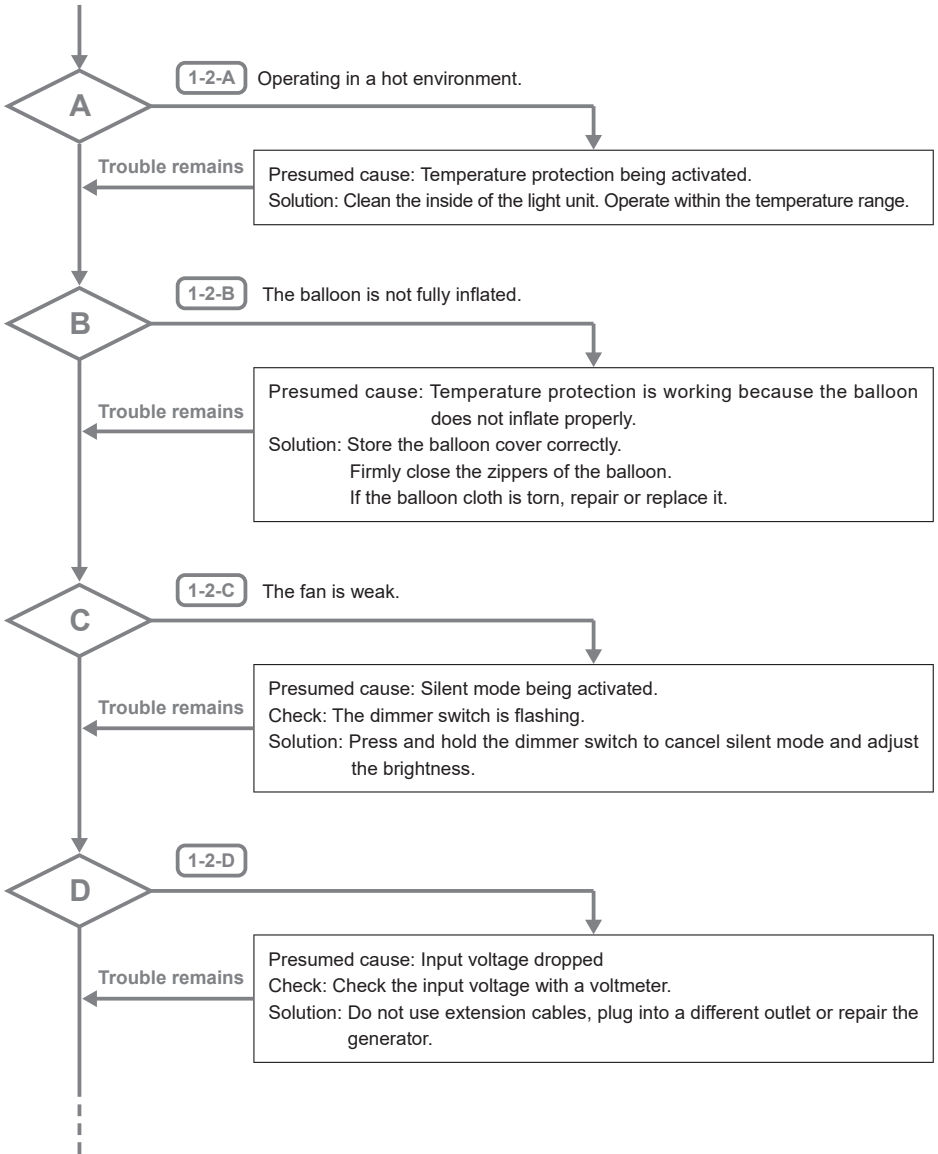 1-2-A Operating in a hot environment.
A
Trouble remains
Presumed cause: Temperature protection being activated.
Solution: Clean the inside of the light unit. Operate within the temperature range.
1-2-B The balloon is not fully inflated.
B
Trouble remains
Presumed cause: Temperature protection is working because the balloon
does not inflate properly.
Solution: Store the balloon cover correctly.
Firmly close the zippers of the balloon.
If the balloon cloth is torn, repair or replace it.
1-2-C The fan is weak.
C
Trouble remains
Presumed cause: Silent mode being activated.
Check: The dimmer switch is flashing.
Solution: Press and hold the dimmer switch to cancel silent mode and adjust
the brightness.
1-2-D
D
Trouble remains
Presumed cause: Input voltage dropped
Check: Check the input voltage with a voltmeter.
Solution: Do not use extension cables, plug into a different outlet or repair the
generator.